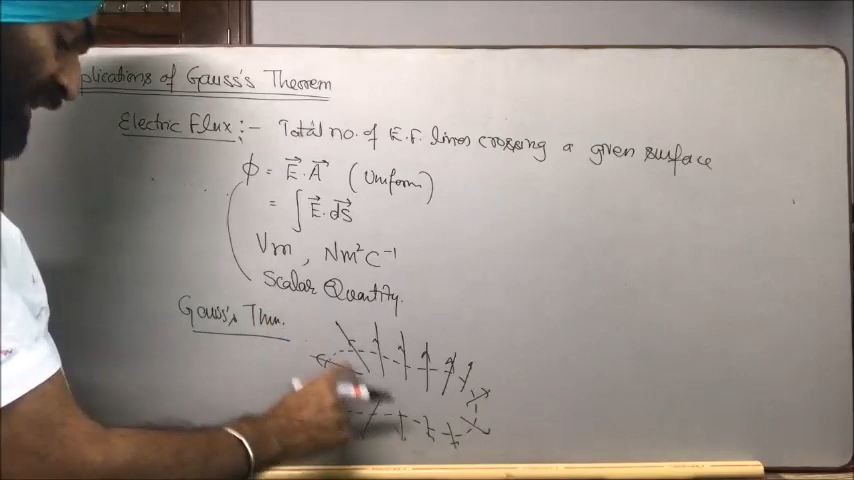 plications of Gauss's Theorem
Electric Flux :- Total no. of E.F. lines crossing a given surface
ϕ = E⃗.A⃗ (Uniform)
= ∫ E⃗.ds⃗
Vm , Nm²C⁻¹
Scalar Quantity.
Gauss's Thm.